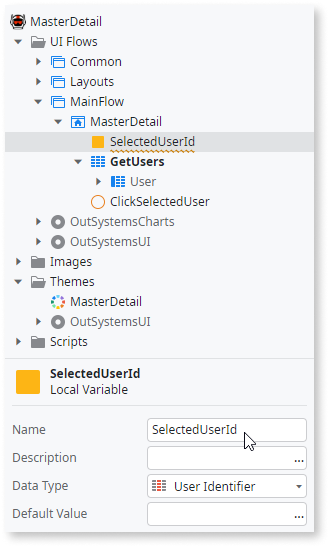 MasterDetail
UI Flows
Common
Layouts
MainFlow
MasterDetail
SelectedUserId
GetUsers
User
ClickSelectedUser
OutSystemsCharts
OutSystemsUI
Images
Themes
MasterDetail
OutSystemsUI
Scripts
SelectedUserId
Local Variable
Name SelectedUserId
Description ...
Data Type User Identifier
Default Value ...